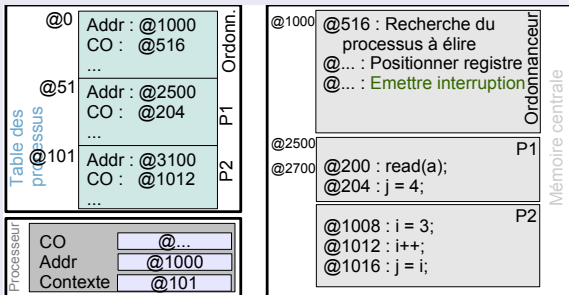 @0
Addr : @1000
CO : @516
...
Ordonn.
@51
Addr : @2500
CO : @204
...
P1
@101
Addr : @3100
CO : @1012
...
P2
Table des
processus
Processeur
CO @...
Addr @1000
Contexte @101
@1000
@516 : Recherche du
processus à élire
@... : Positionner registre
@... : Emettre interruption
Ordonnanceur
@2500
P1
@2700
@200 : read(a);
@204 : j = 4;
P2
@1008 : i = 3;
@1012 : i++;
@1016 : j = i;
Mémoire centrale